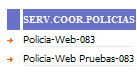 SERV.COOR.POLICIAS
Policia-Web-083
Policia-Web Pruebas-083